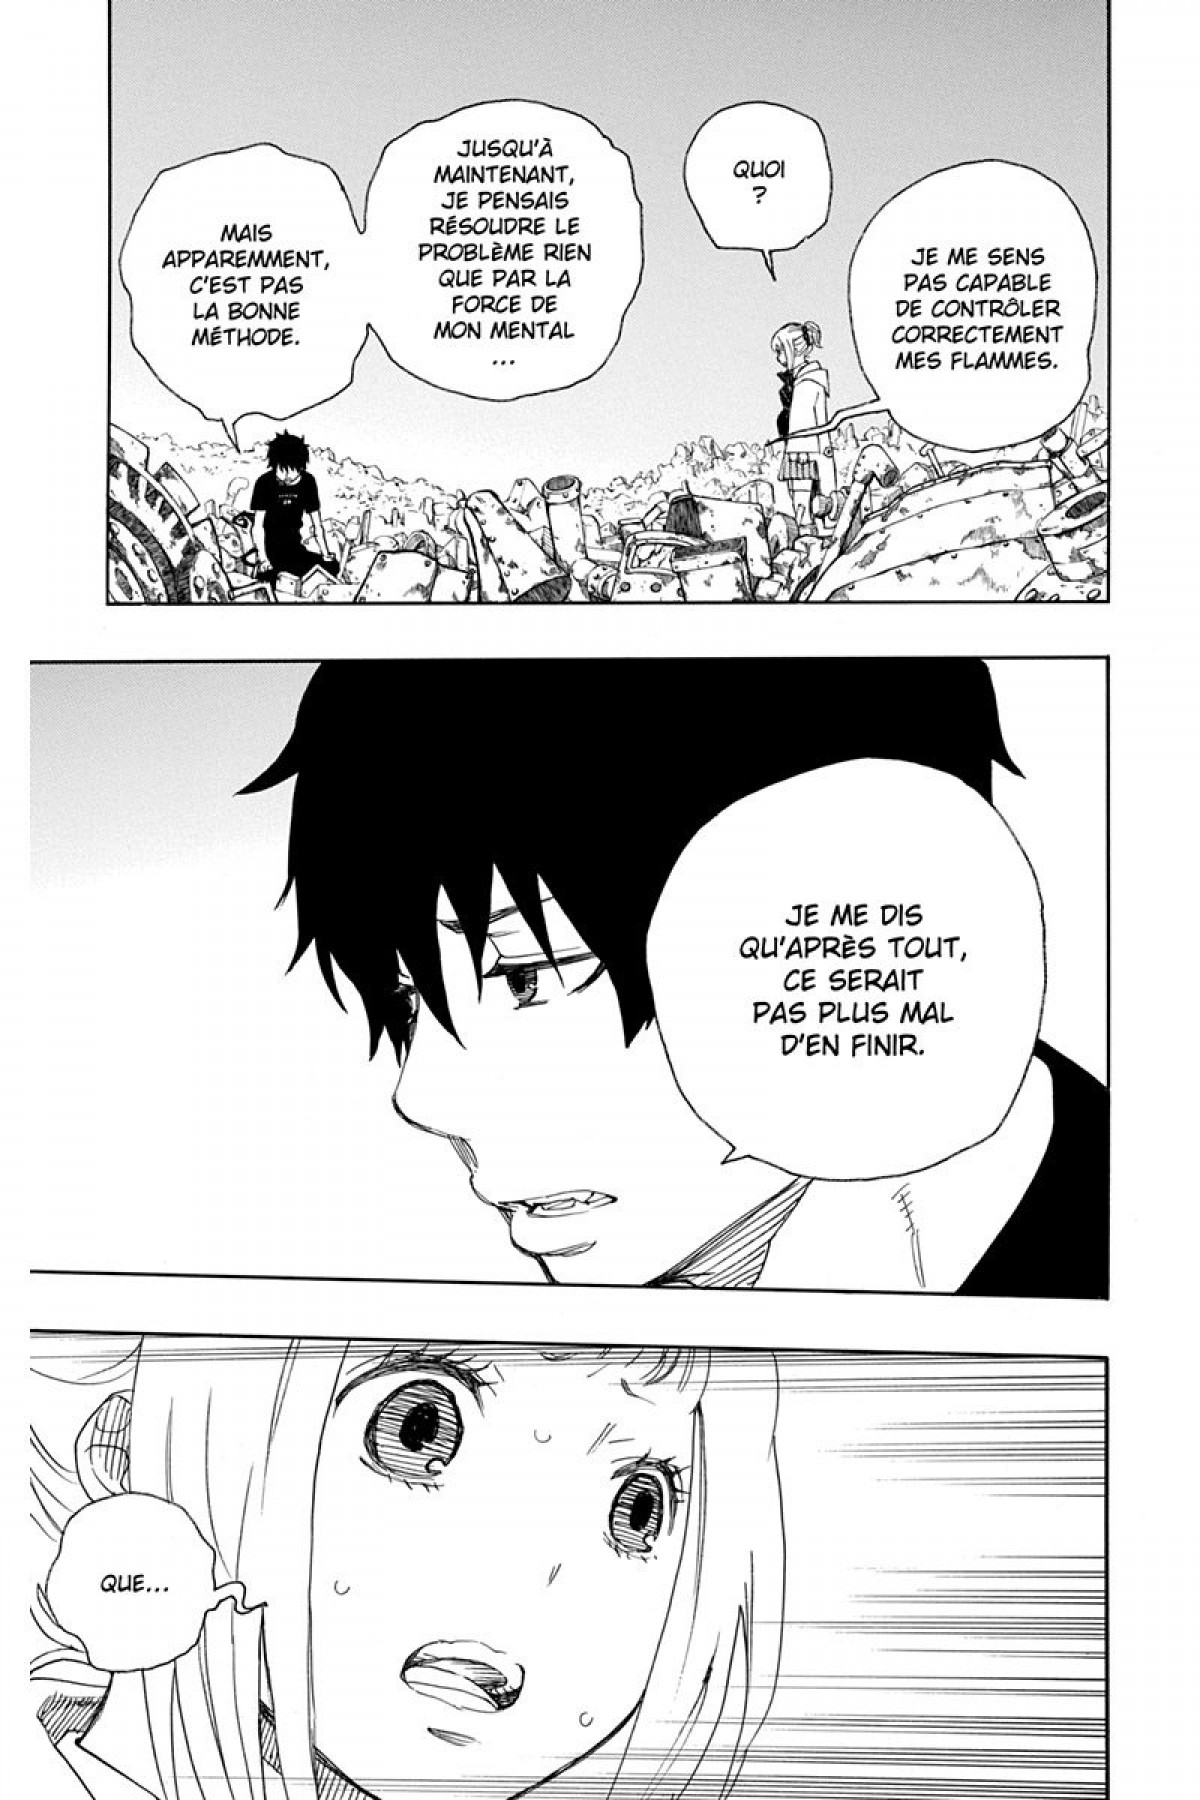 JE ME SENS
PAS CAPABLE
DE CONTRÔLER
CORRECTEMENT
MES FLAMMES.
QUOI
?
JUSQU'À
MAINTENANT,
JE PENSAIS
RÉSOUDRE LE
PROBLÈME RIEN
QUE PAR LA
FORCE DE
MON MENTAL
...
MAIS
APPAREMMENT,
C'EST PAS
LA BONNE
MÉTHODE.
JE ME DIS
QU'APRÈS TOUT,
CE SERAIT
PAS PLUS MAL
D'EN FINIR.
QUE...